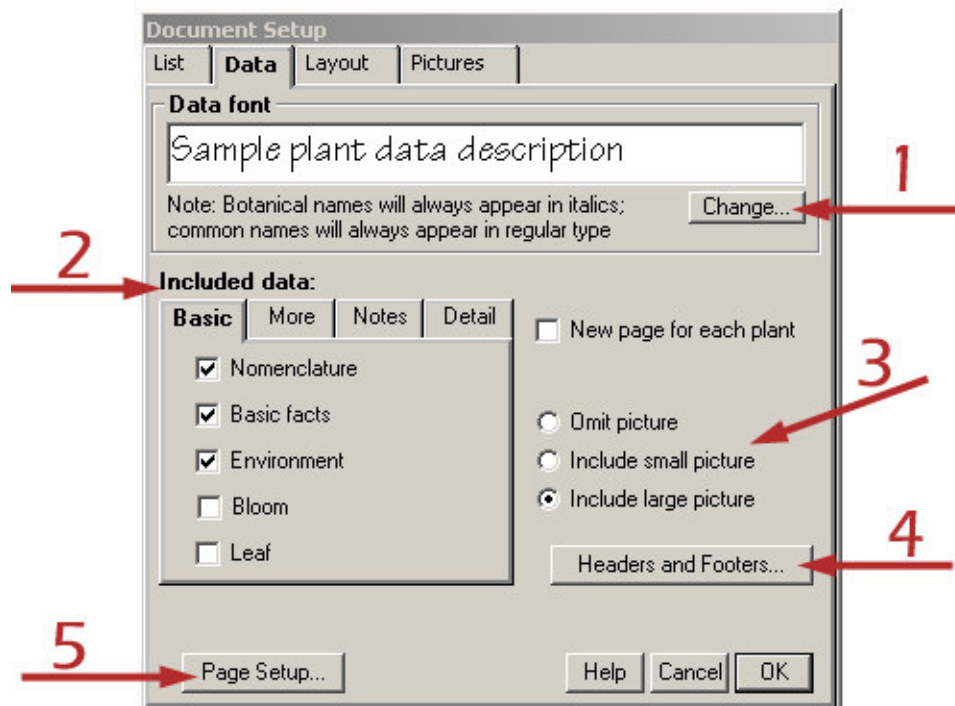 Document Setup
List Data Layout Pictures
Data font
Sample plant data description
1
Note: Botanical names will always appear in italics;
common names will always appear in regular type
Change...
2
Included data:
Basic More Notes Detail
Nomenclature
Basic facts
Environment
Bloom
Leaf
New page for each plant
3
Omit picture
Include small picture
Include large picture
4
Headers and Footers...
5
Page Setup...
Help Cancel OK